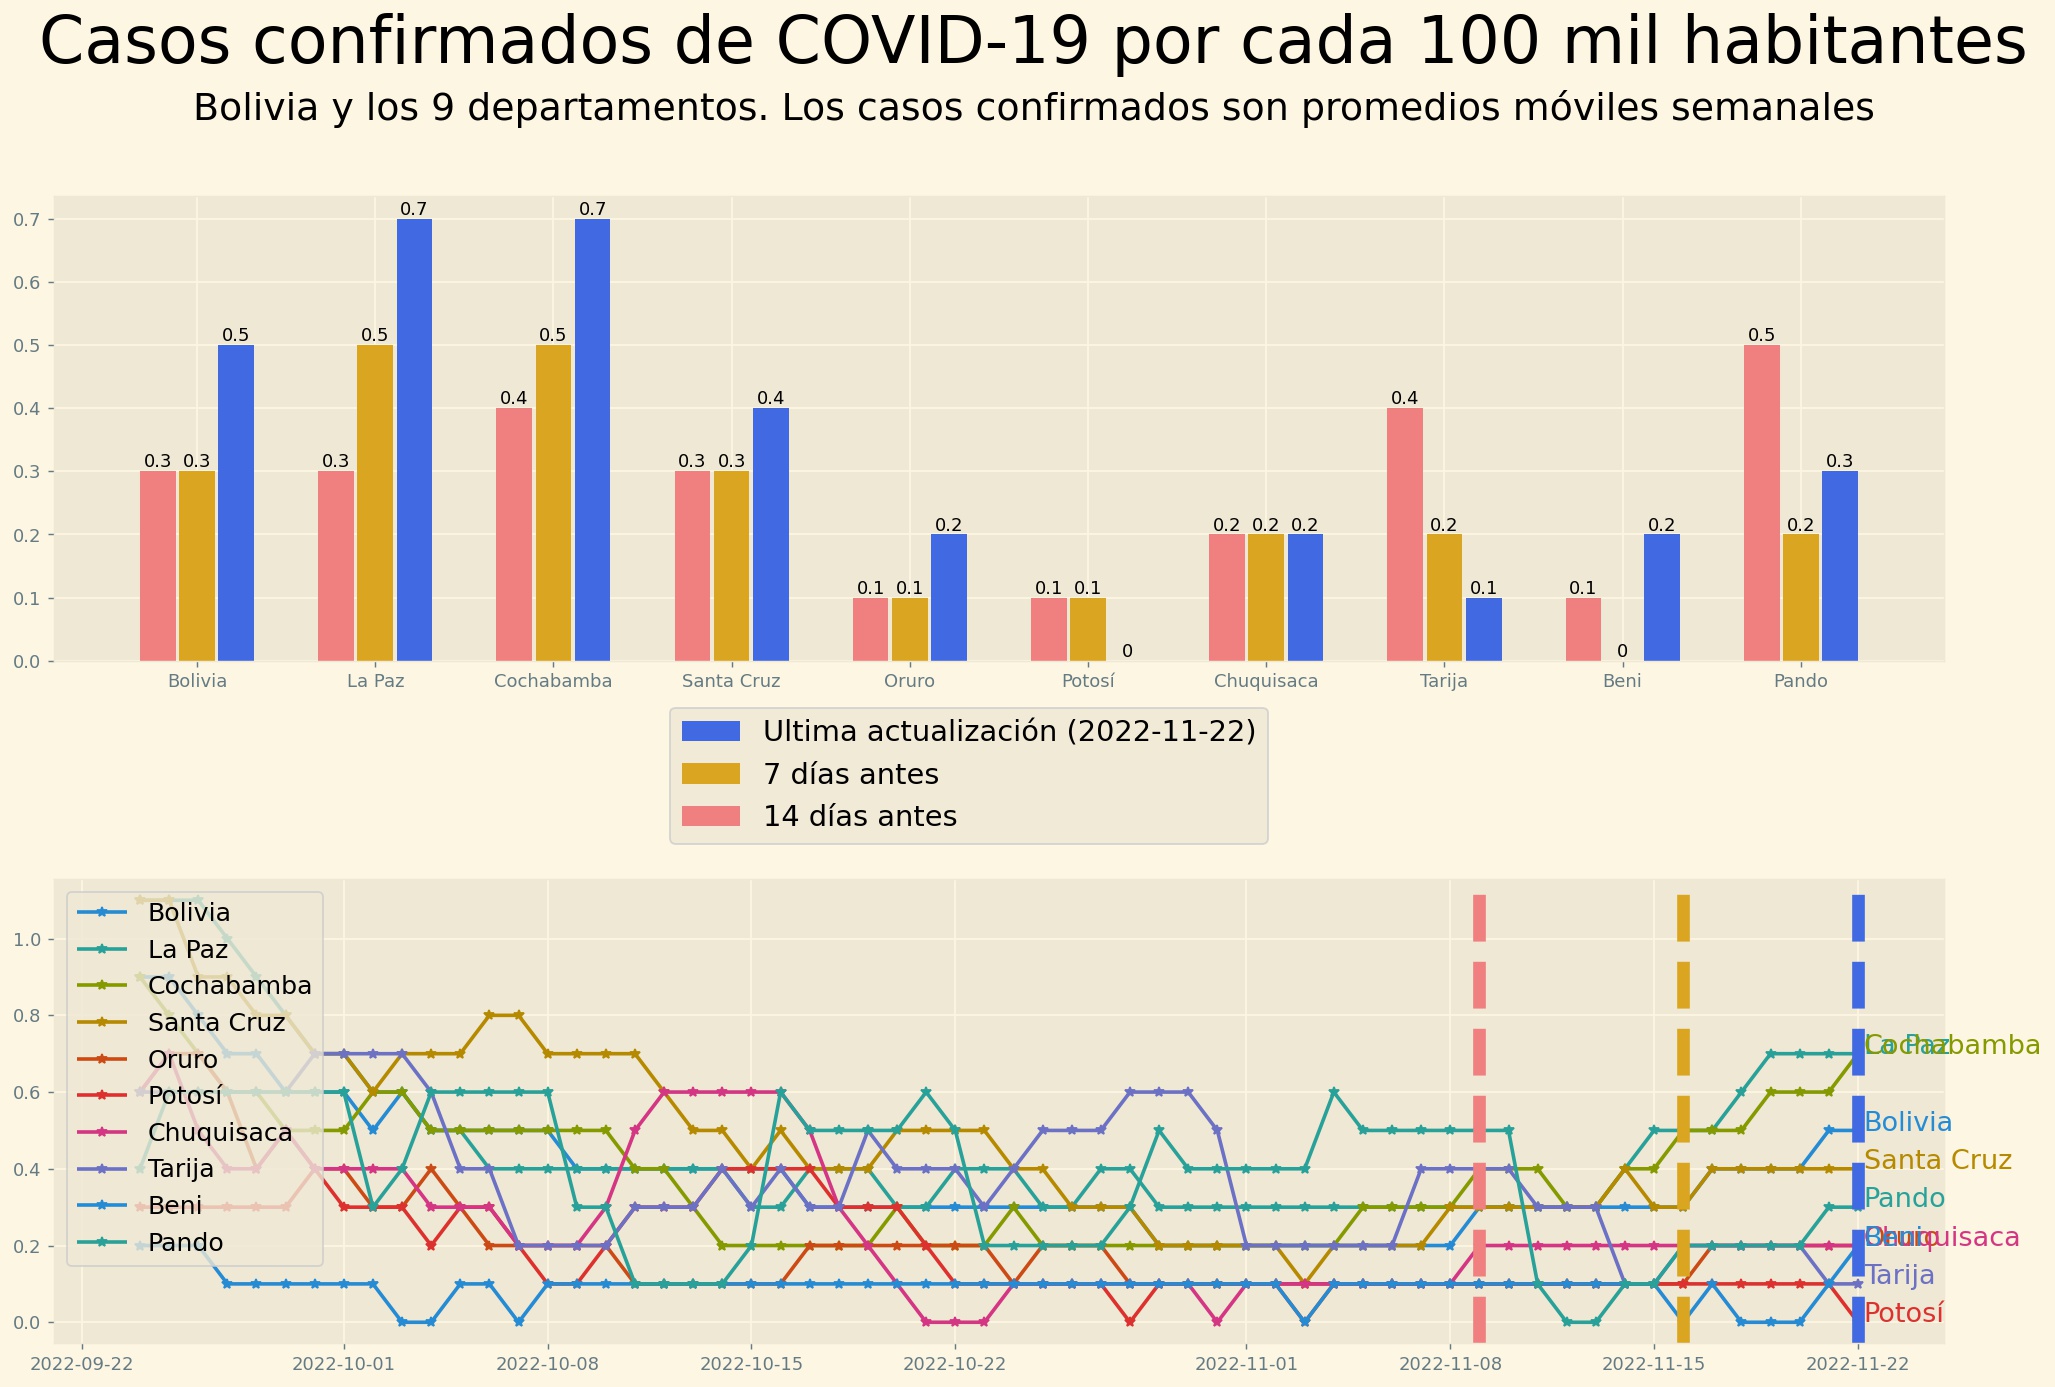 Casos confirmados de COVID-19 por cada 100 mil habitantes
Bolivia y los 9 departamentos. Los casos confirmados son promedios móviles semanales
0.7
0.6
0.5
0.4
0.3
0.2
0.1
0.0
0.3 0.3 0.5
0.3 0.5 0.7
0.4 0.5 0.7
0.3 0.3 0.4
0.1 0.1 0.2
0.1 0.1 0
0.2 0.2 0.2
0.4 0.2 0.1
0.1 0 0.2
0.5 0.2 0.3
Bolivia La Paz Cochabamba Santa Cruz Oruro Potosí Chuquisaca Tarija Beni Pando
Ultima actualización (2022-11-22)
7 días antes
14 días antes
1.0
0.8
0.6
0.4
0.2
0.0
Bolivia
La Paz
Cochabamba
Santa Cruz
Oruro
Potosí
Chuquisaca
Tarija
Beni
Pando
La Paz
Cochabamba
Bolivia
Santa Cruz
Pando
Oruro
Chuquisaca
Beni
Tarija
Potosí
2022-09-22 2022-10-01 2022-10-08 2022-10-15 2022-10-22 2022-11-01 2022-11-08 2022-11-15 2022-11-22